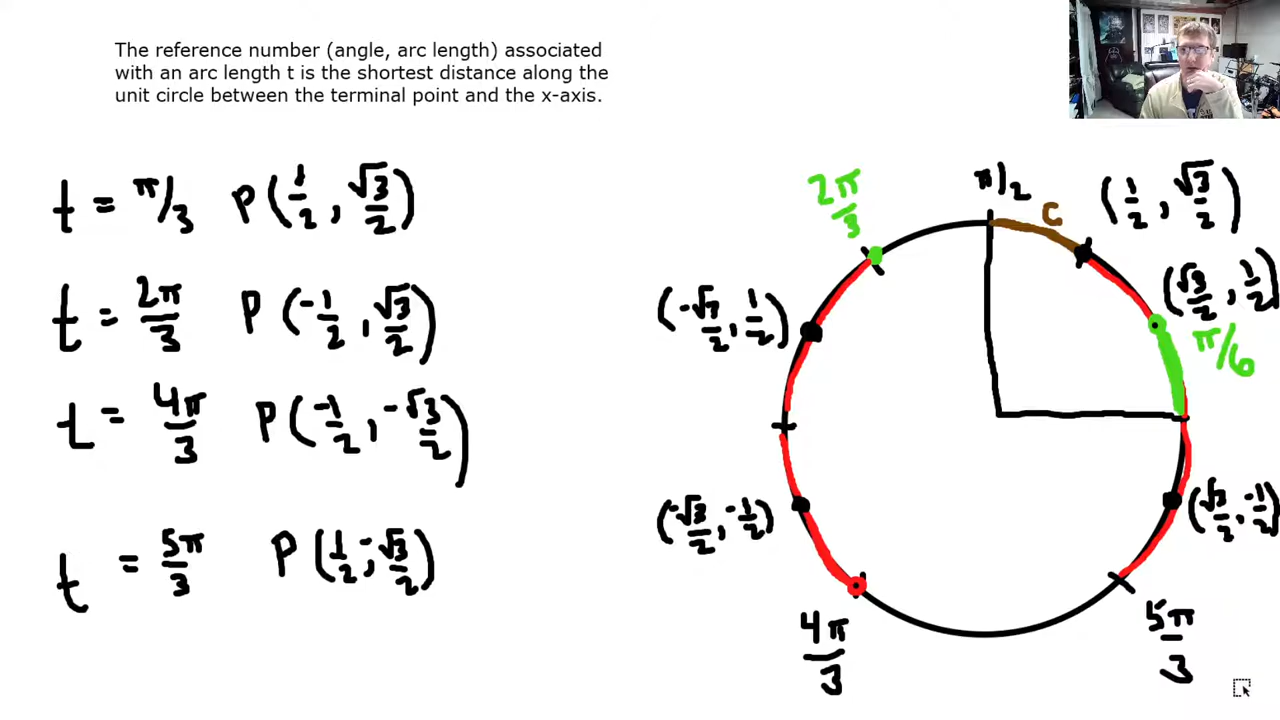 The reference number (angle, arc length) associated
with an arc length t is the shortest distance along the
unit circle between the terminal point and the x-axis.
t = π/3 P(1/2, √3/2)
t = 2π/3 P(-1/2, √3/2)
t = 4π/3 P(-1/2, -√3/2)
t = 5π/3 P(1/2, -√3/2)
2π/3
π/2
C
(1/2, √3/2)
(√3/2, 1/2)
π/6
(-√3/2, 1/2)
(-√3/2, -1/2)
(√3/2, -1/2)
4π/3
5π/3